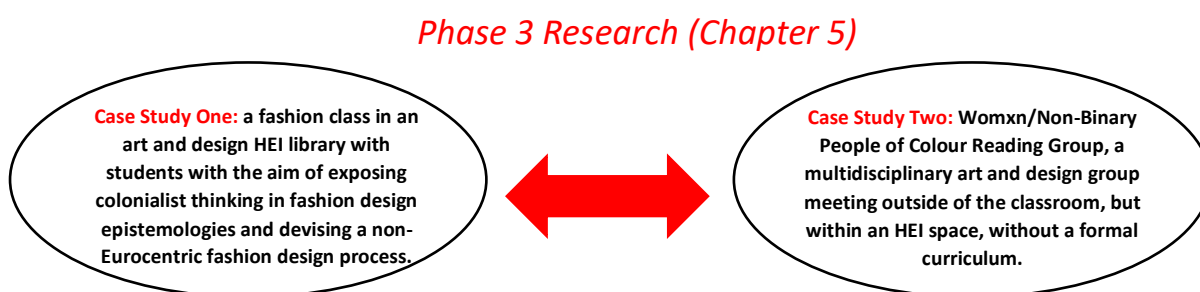 Phase 3 Research (Chapter 5)
Case Study One: a fashion class in an
art and design HEI library with
students with the aim of exposing
colonialist thinking in fashion design
epistemologies and devising a non-
Eurocentric fashion design process.
Case Study Two: Womxn/Non-Binary
People of Colour Reading Group, a
multidisciplinary art and design group
meeting outside of the classroom, but
within an HEI space, without a formal
curriculum.